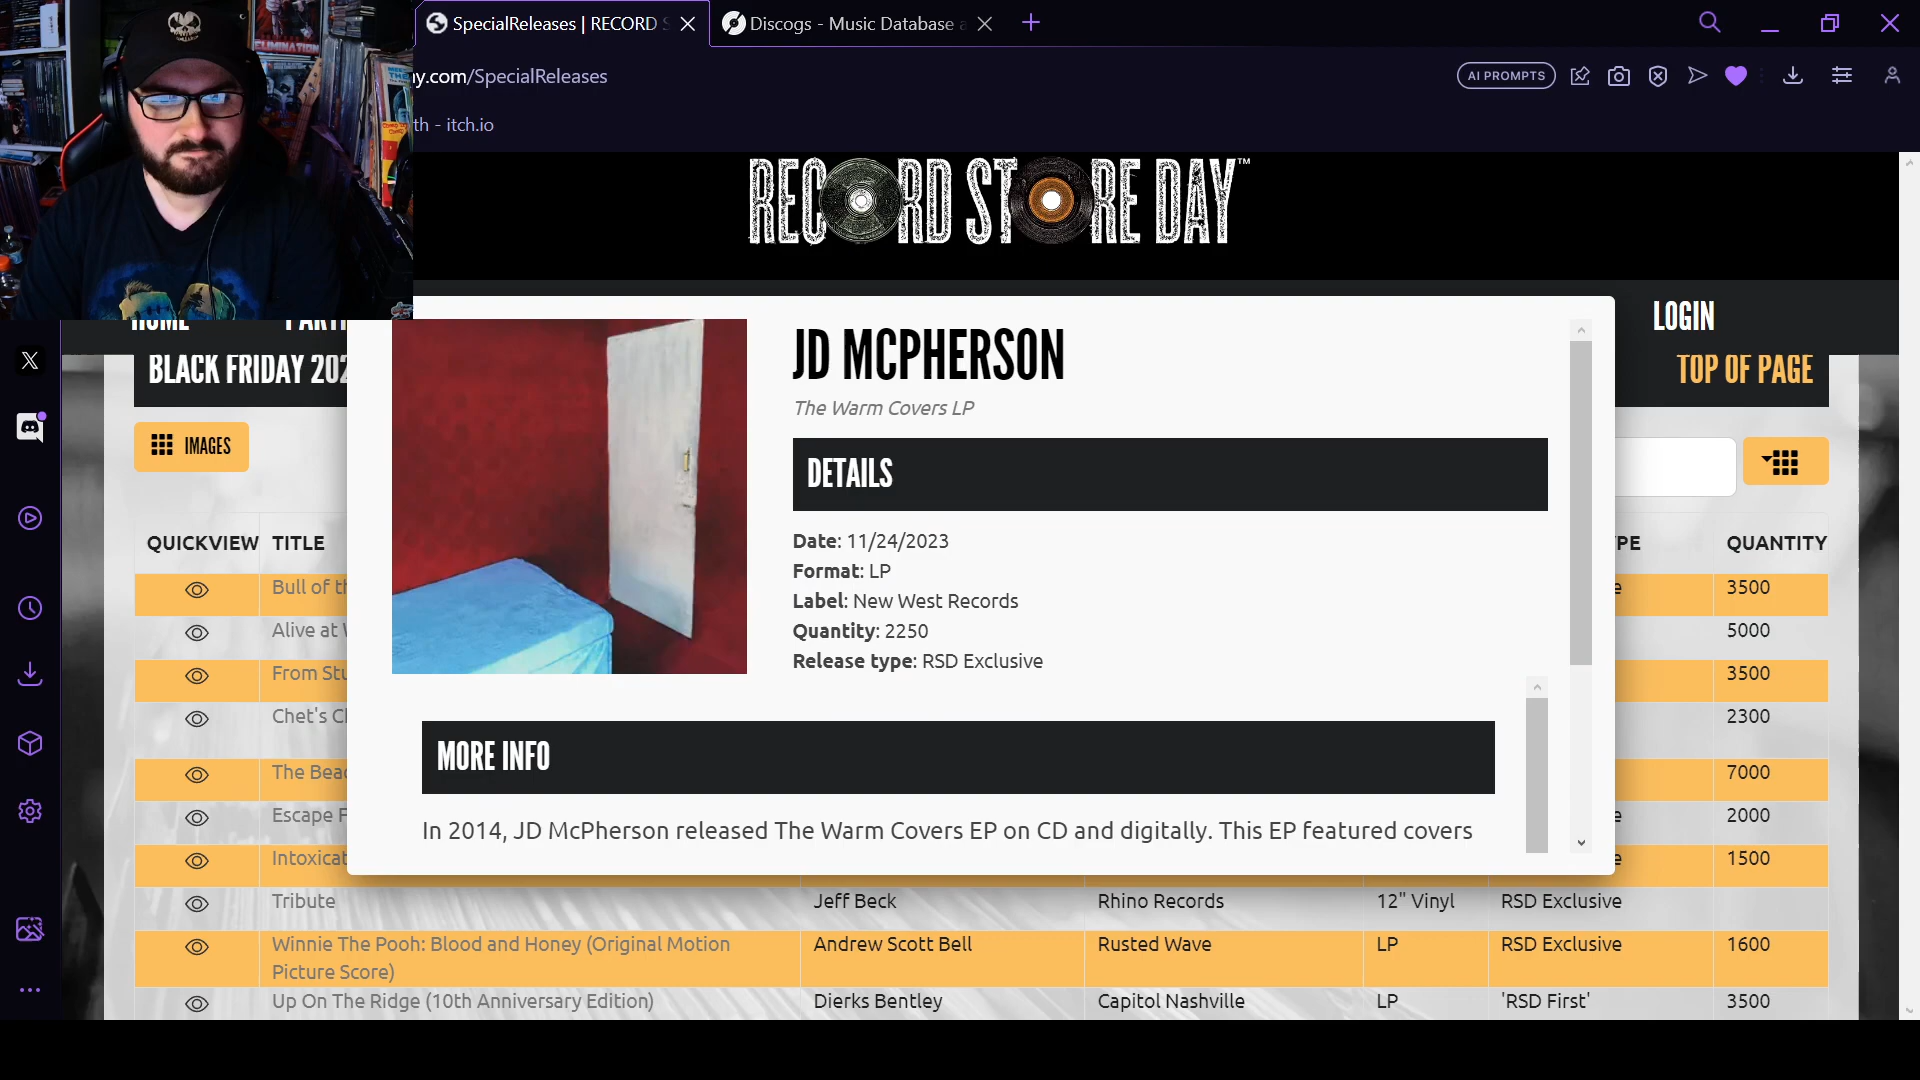 SpecialReleases | RECORD S
Discogs - Music Database a
y.com/SpecialReleases
AI PROMPTS
th - itch.io
RECORD STORE DAY™
HOME
LOGIN
BLACK FRIDAY 202
TOP OF PAGE
IMAGES
JD MCPHERSON
The Warm Covers LP
DETAILS
Date: 11/24/2023
Format: LP
Label: New West Records
Quantity: 2250
Release type: RSD Exclusive
MORE INFO
In 2014, JD McPherson released The Warm Covers EP on CD and digitally. This EP featured covers
QUICKVIEW TITLE PE QUANTITY
Bull of th e 3500
Alive at 5000
From Stu 3500
Chet's C 2300
The Bea 7000
Escape F e 2000
Intoxicat e 1500
Tribute Jeff Beck Rhino Records 12" Vinyl RSD Exclusive
Winnie The Pooh: Blood and Honey (Original Motion Andrew Scott Bell Rusted Wave LP RSD Exclusive 1600
Picture Score)
Up On The Ridge (10th Anniversary Edition) Dierks Bentley Capitol Nashville LP 'RSD First' 3500